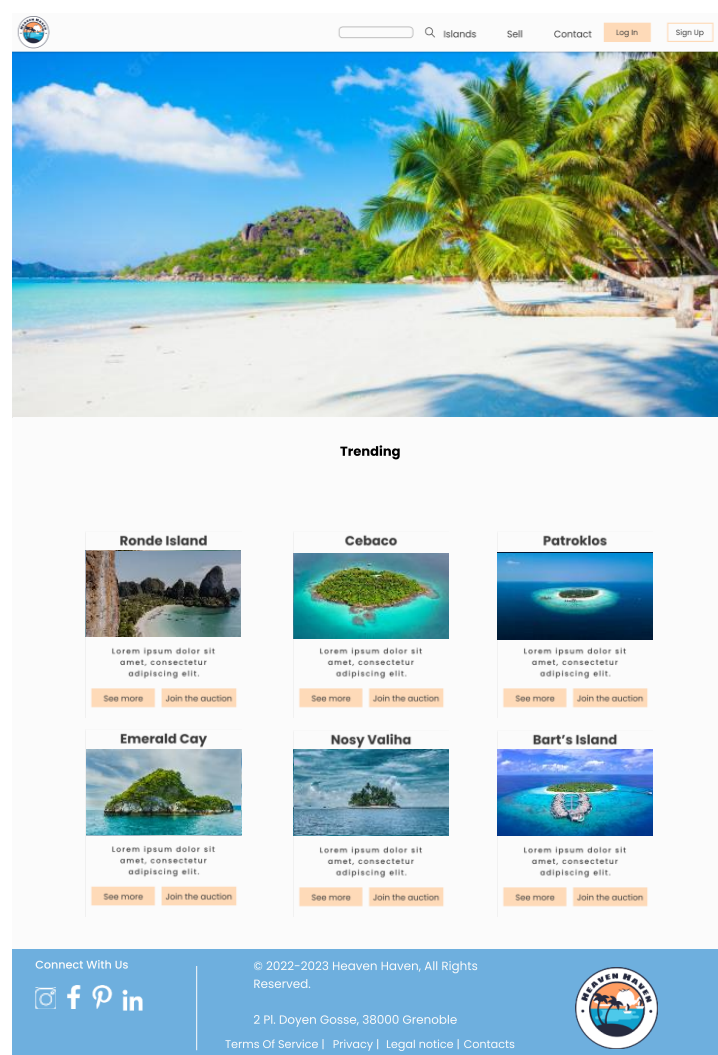 HEAVEN HAVEN
Islands
Sell
Contact
Log In
Sign Up
Trending
Ronde Island
Lorem ipsum dolor sit
amet, consectetur
adipiscing elit.
See more
Join the auction
Cebaco
Lorem ipsum dolor sit
amet, consectetur
adipiscing elit.
See more
Join the auction
Patroklos
Lorem ipsum dolor sit
amet, consectetur
adipiscing elit.
See more
Join the auction
Emerald Cay
Lorem ipsum dolor sit
amet, consectetur
adipiscing elit.
See more
Join the auction
Nosy Valiha
Lorem ipsum dolor sit
amet, consectetur
adipiscing elit.
See more
Join the auction
Bart's Island
Lorem ipsum dolor sit
amet, consectetur
adipiscing elit.
See more
Join the auction
Connect With Us
© 2022-2023 Heaven Haven, All Rights
Reserved.
2 Pl. Doyen Gosse, 38000 Grenoble
Terms Of Service | Privacy | Legal notice | Contacts
HEAVEN HAVEN